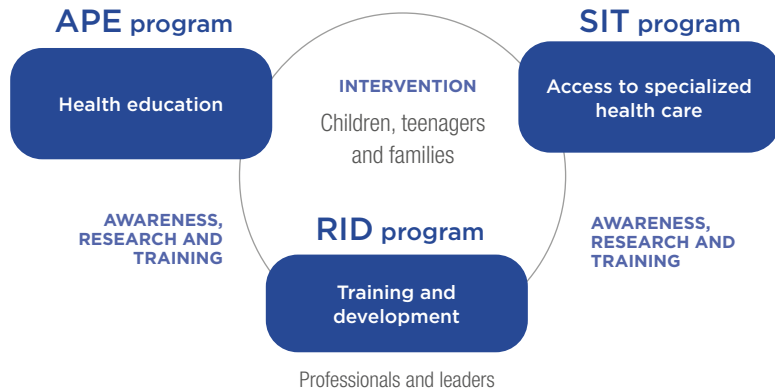 APE program
SIT program
Health education
INTERVENTION
Children, teenagers
and families
Access to specialized
health care
AWARENESS,
RESEARCH AND
TRAINING
RID program
AWARENESS,
RESEARCH AND
TRAINING
Training and
development
Professionals and leaders